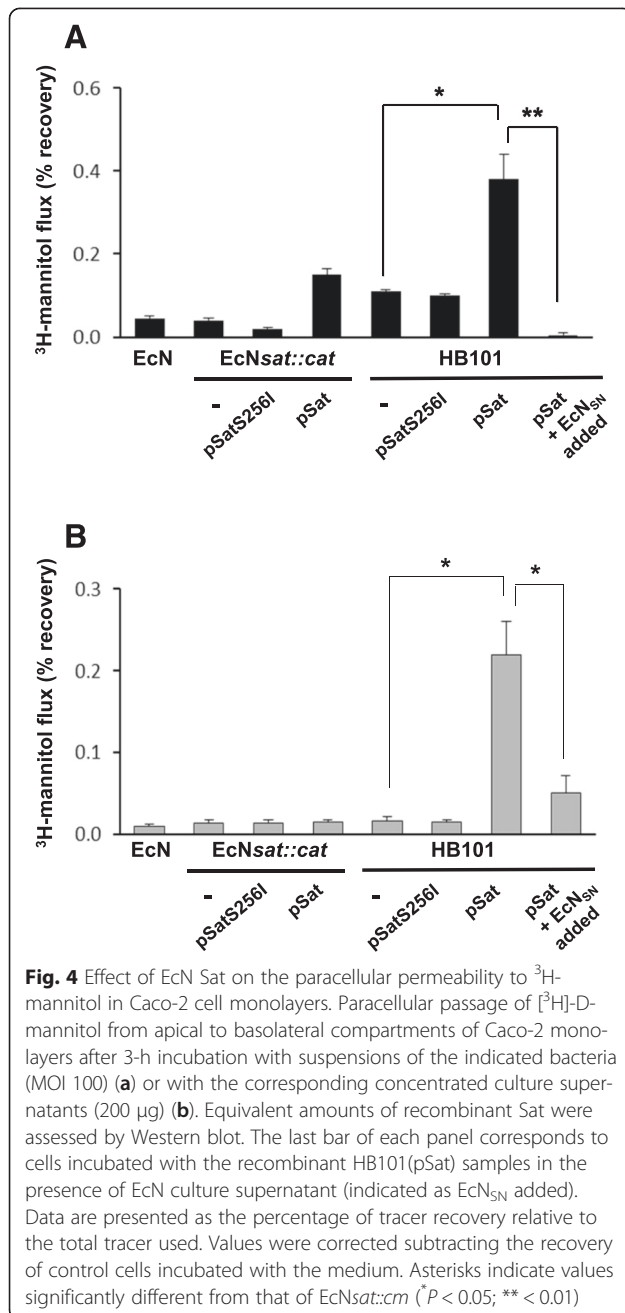 A
³H-mannitol flux (% recovery)
0.6
0.4
0.2
0.0
*
**
EcN
EcNsat::cat
HB101
-
pSatS256I
pSat
-
pSatS256I
pSat
pSat
+ EcN_SN
added
B
³H-mannitol flux (% recovery)
0.3
0.2
0.1
0.0
*
*
EcN
EcNsat::cat
HB101
-
pSatS256I
pSat
-
pSatS256I
pSat
pSat
+ EcN_SN
added
Fig. 4 Effect of EcN Sat on the paracellular permeability to ³H-
mannitol in Caco-2 cell monolayers. Paracellular passage of [³H]-D-
mannitol from apical to basolateral compartments of Caco-2 mono-
layers after 3-h incubation with suspensions of the indicated bacteria
(MOI 100) (a) or with the corresponding concentrated culture super-
natants (200 μg) (b). Equivalent amounts of recombinant Sat were
assessed by Western blot. The last bar of each panel corresponds to
cells incubated with the recombinant HB101(pSat) samples in the
presence of EcN culture supernatant (indicated as EcN_SN added).
Data are presented as the percentage of tracer recovery relative to
the total tracer used. Values were corrected subtracting the recovery
of control cells incubated with the medium. Asterisks indicate values
significantly different from that of EcNsat::cm (*P < 0.05; ** < 0.01)